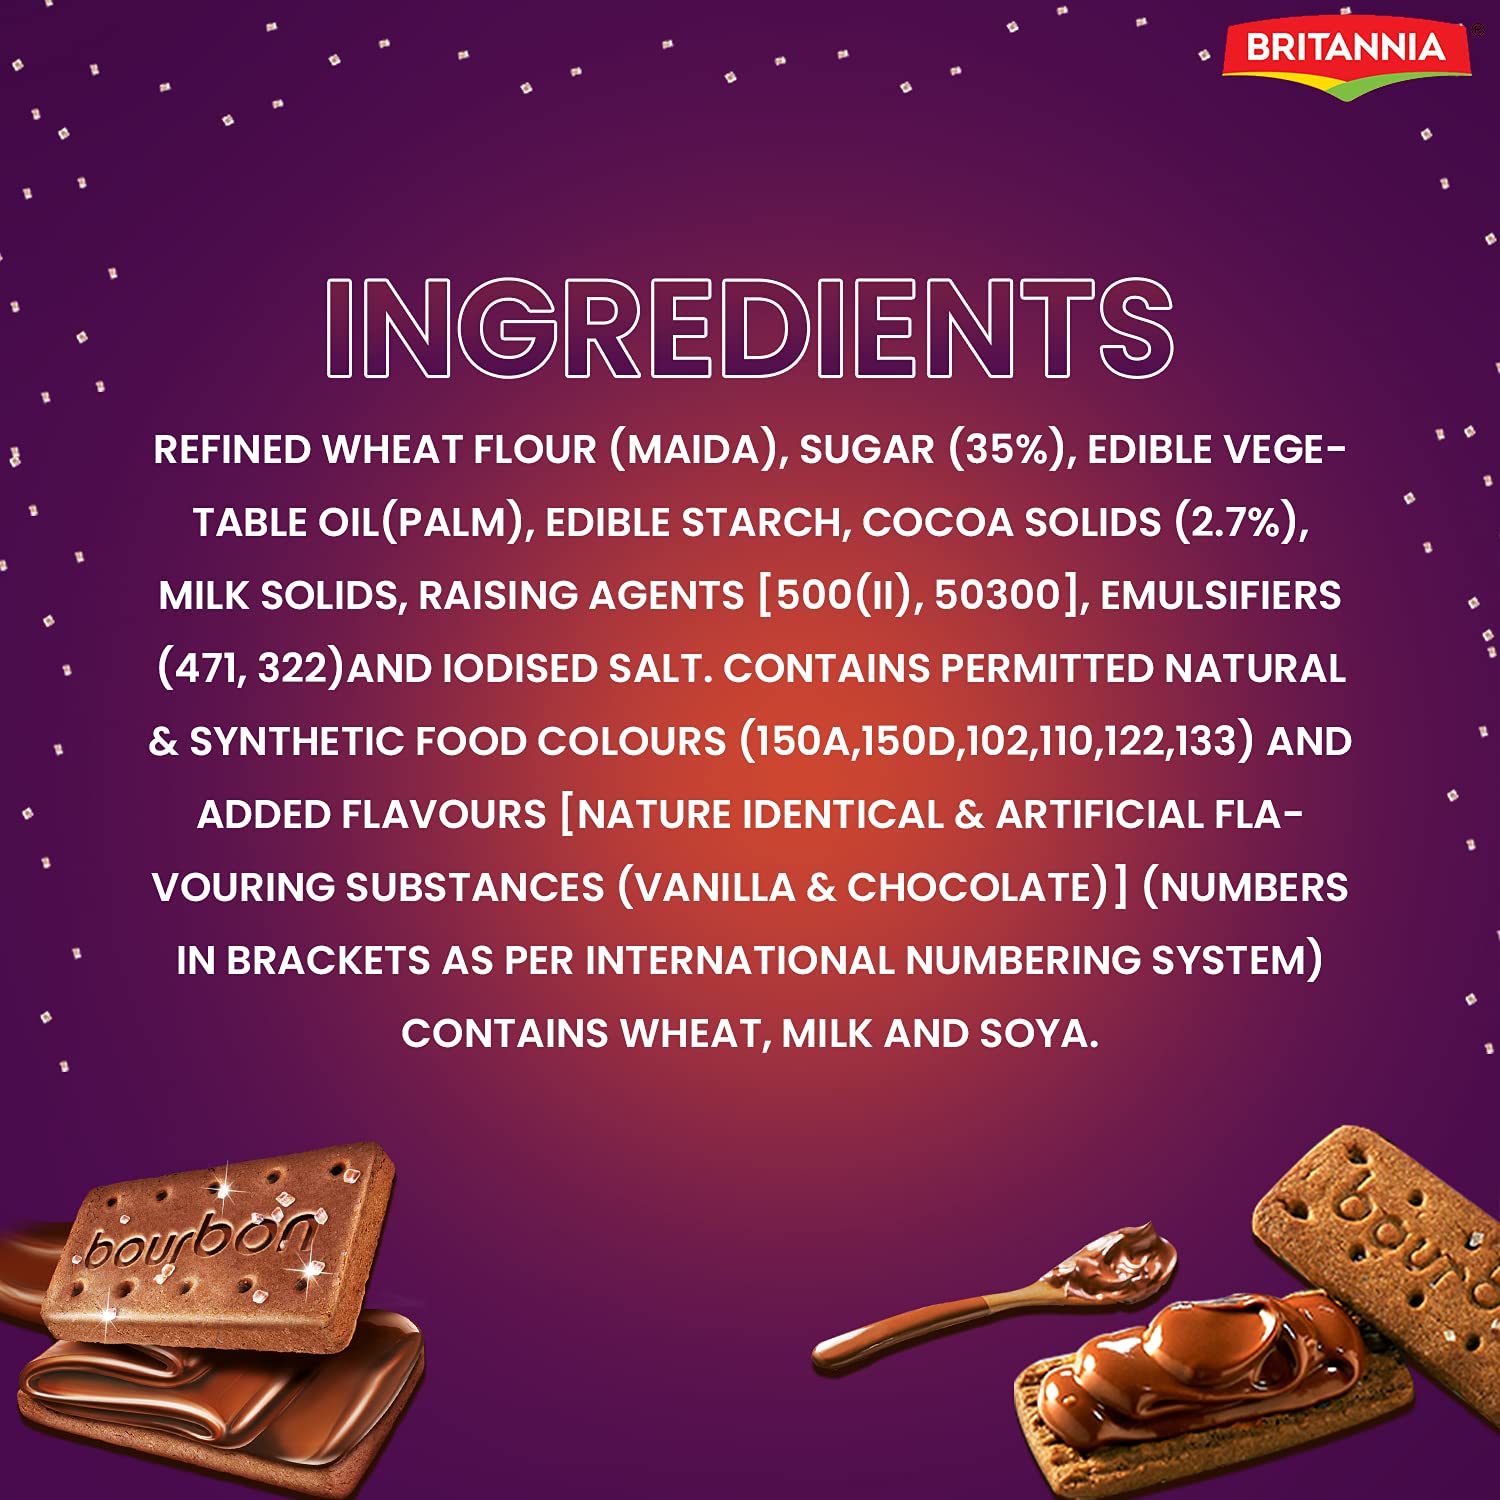 BRITANNIA
INGREDIENTS
REFINED WHEAT FLOUR (MAIDA), SUGAR (35%), EDIBLE VEGE-
TABLE OIL(PALM), EDIBLE STARCH, COCOA SOLIDS (2.7%),
MILK SOLIDS, RAISING AGENTS [500(II), 50300], EMULSIFIERS
(471, 322)AND IODISED SALT. CONTAINS PERMITTED NATURAL
& SYNTHETIC FOOD COLOURS (150A,150D,102,110,122,133) AND
ADDED FLAVOURS [NATURE IDENTICAL & ARTIFICIAL FLA-
VOURING SUBSTANCES (VANILLA & CHOCOLATE)] (NUMBERS
IN BRACKETS AS PER INTERNATIONAL NUMBERING SYSTEM)
CONTAINS WHEAT, MILK AND SOYA.
bourbon
bourb